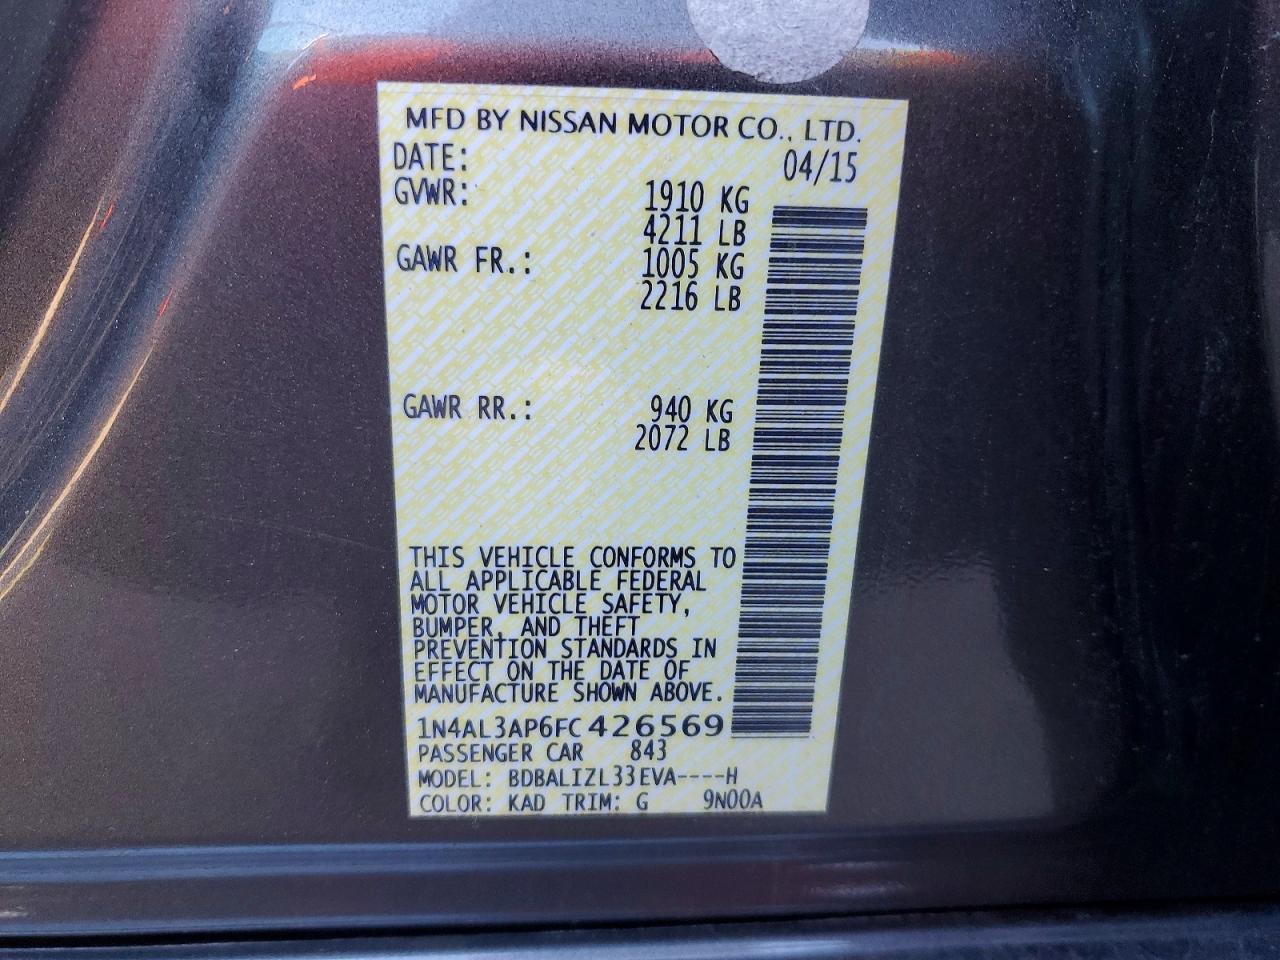 MFD BY NISSAN MOTOR CO., LTD.
DATE: 04/15
GVWR: 1910 KG
4211 LB
GAWR FR.: 1005 KG
2216 LB
GAWR RR.: 940 KG
2072 LB
THIS VEHICLE CONFORMS TO
ALL APPLICABLE FEDERAL
MOTOR VEHICLE SAFETY,
BUMPER, AND THEFT
PREVENTION STANDARDS IN
EFFECT ON THE DATE OF
MANUFACTURE SHOWN ABOVE.
1N4AL3AP6FC426569
PASSENGER CAR 843
MODEL: BDBALIZL33EVA----H
COLOR: KAD TRIM: G 9N00A